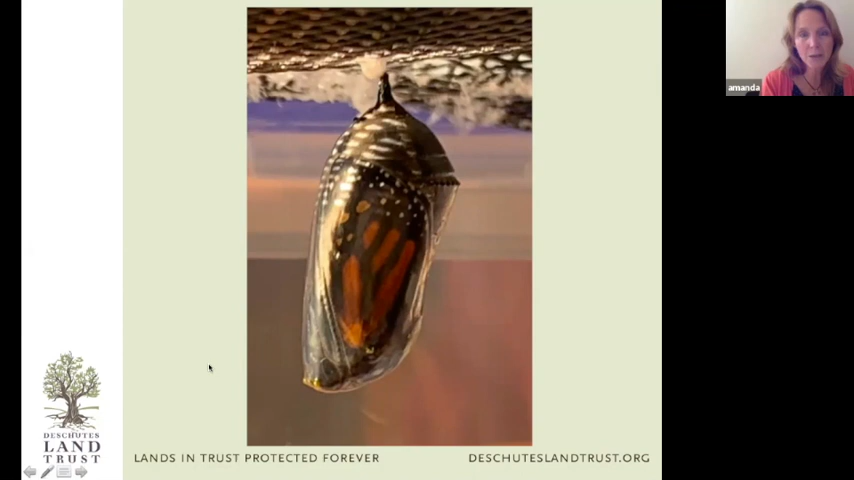 amanda
DESCHUTES
LAND
TRUST
LANDS IN TRUST PROTECTED FOREVER
DESCHUTESLANDTRUST.ORG